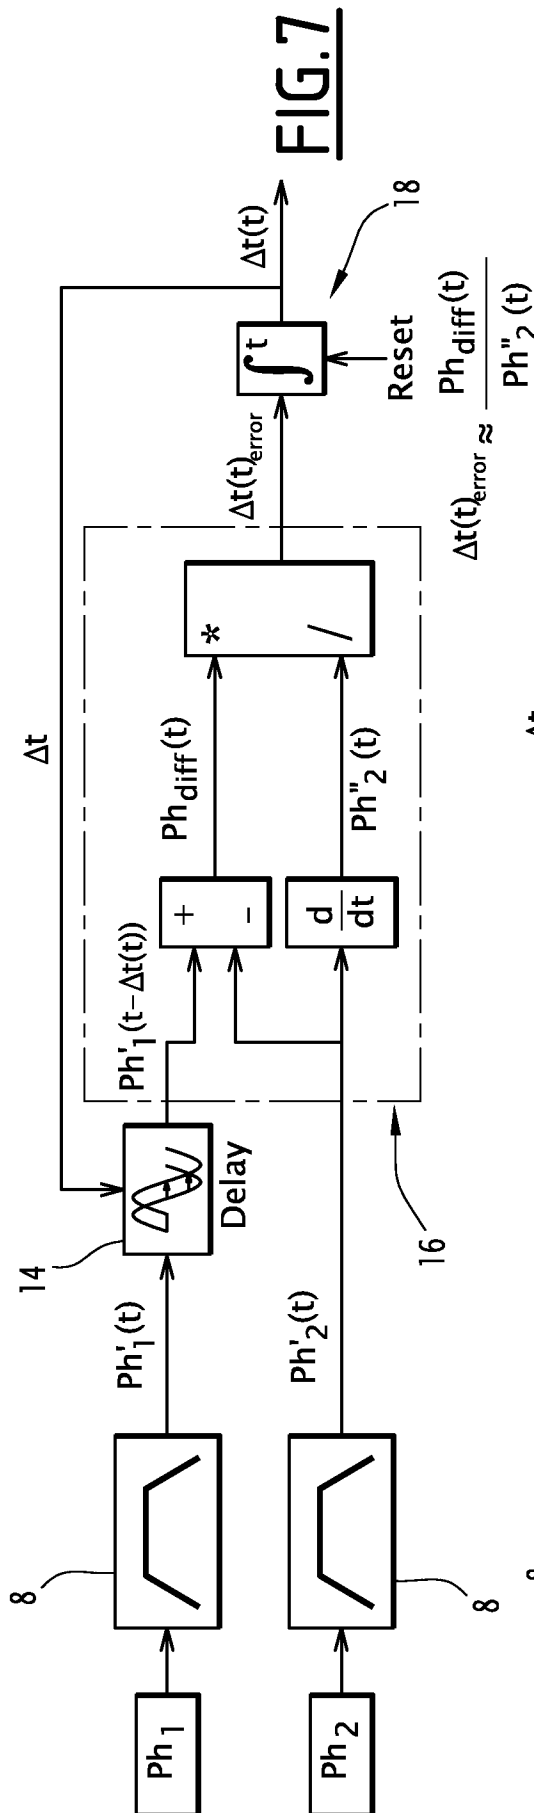 Δt
14
Delay
8
Ph1
Ph'1(t)
Ph'1(t-Δt(t))
+
-
Phdiff(t)
*
/
Δt(t)error
∫t
Δt(t)
FIG.7
Reset
18
Ph2
8
Ph'2(t)
d
dt
Ph"2(t)
16
Δt(t)error ≈ Phdiff(t)
Ph"2(t)